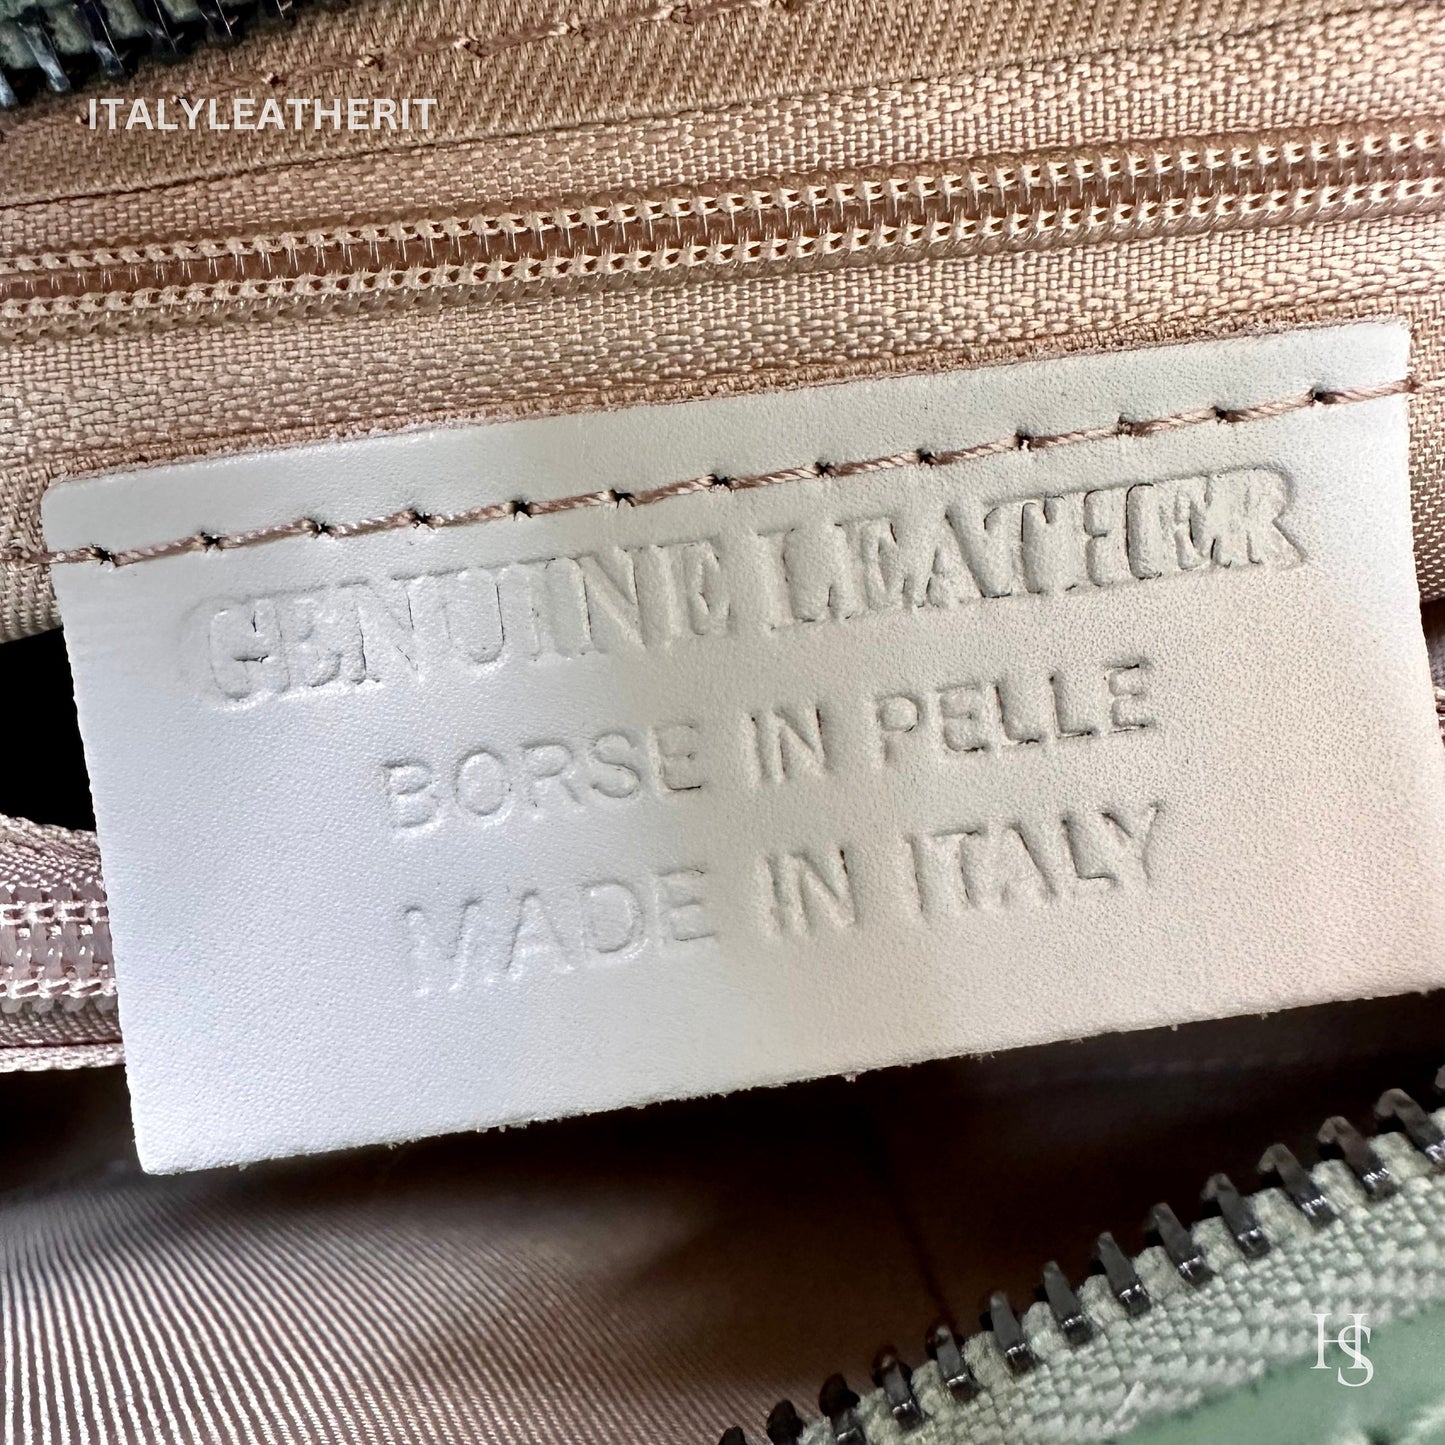 ITALYLEATHERIT
GENUINE LEATHER
BORSE IN PELLE
MADE IN ITALY
HS